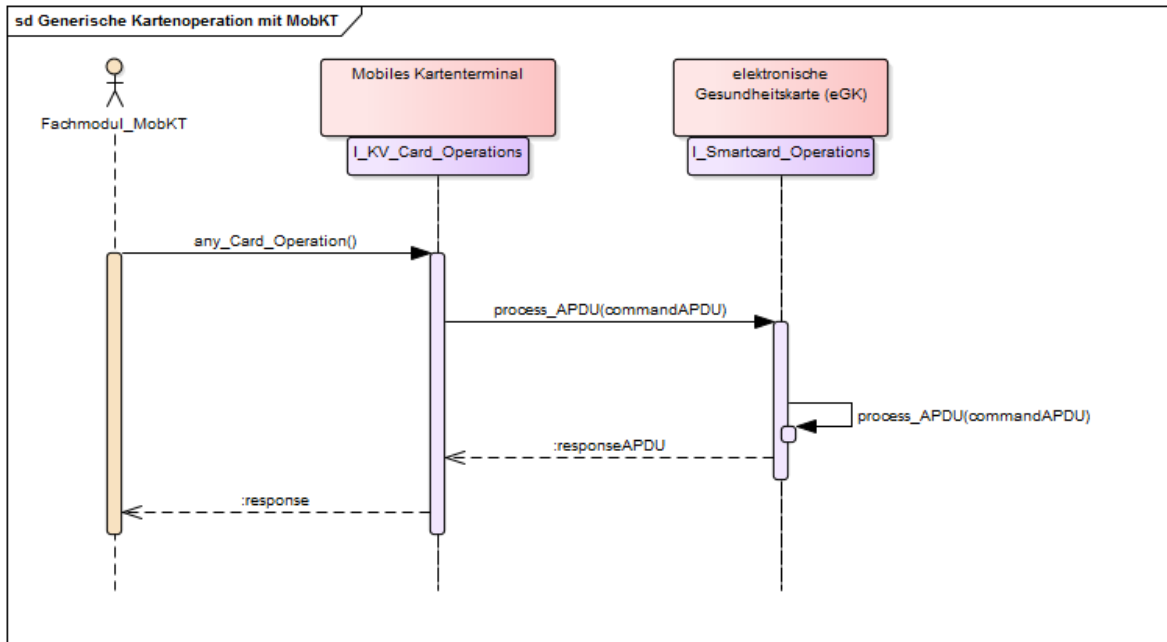 sd Generische Kartenoperation mit MobKT
Fachmodul_MobKT
Mobiles Kartenterminal
I_KV_Card_Operations
elektronische
Gesundheitskarte (eGK)
I_Smartcard_Operations
any_Card_Operation()
process_APDU(commandAPDU)
process_APDU(commandAPDU)
:responseAPDU
:response